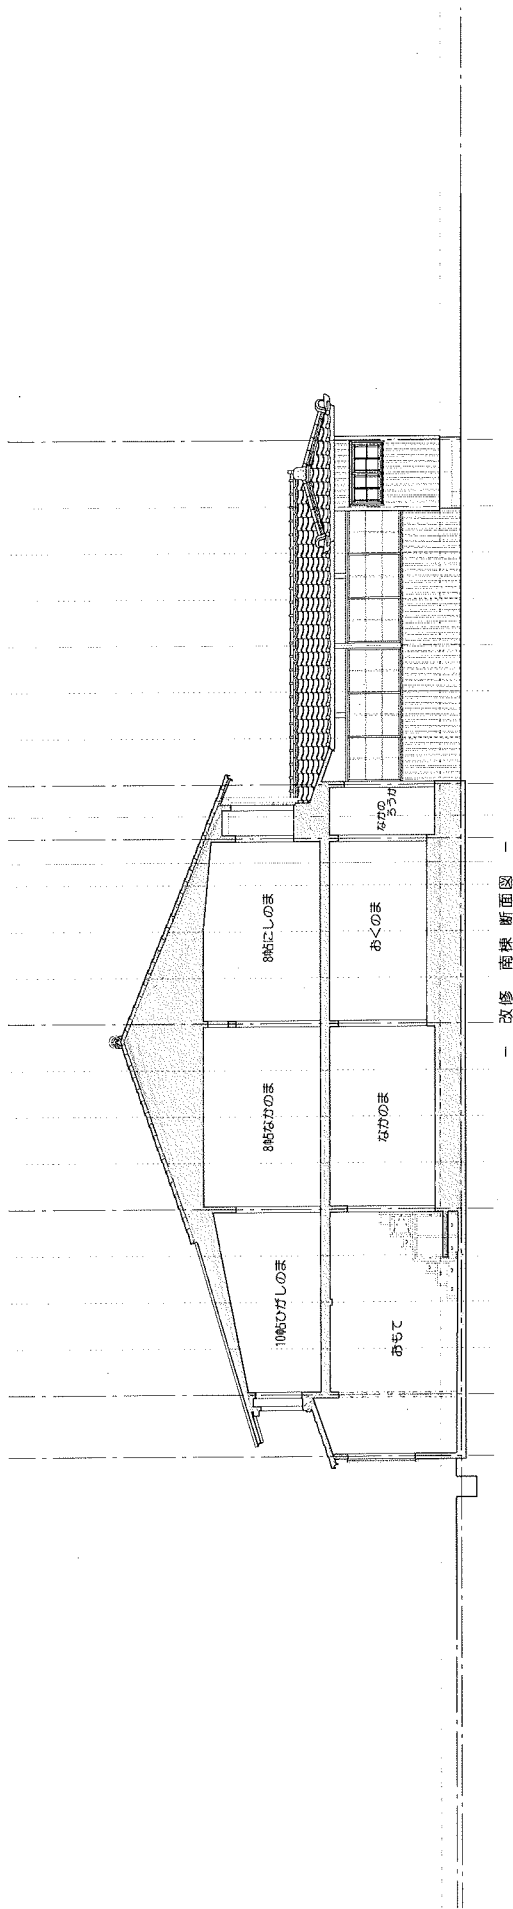 10帖ひがしのま
8帖なかのま
8帖にしのま
おもて
なかのま
おくのま
なかの
ろうか
－ 改修 南棟 断面図 －